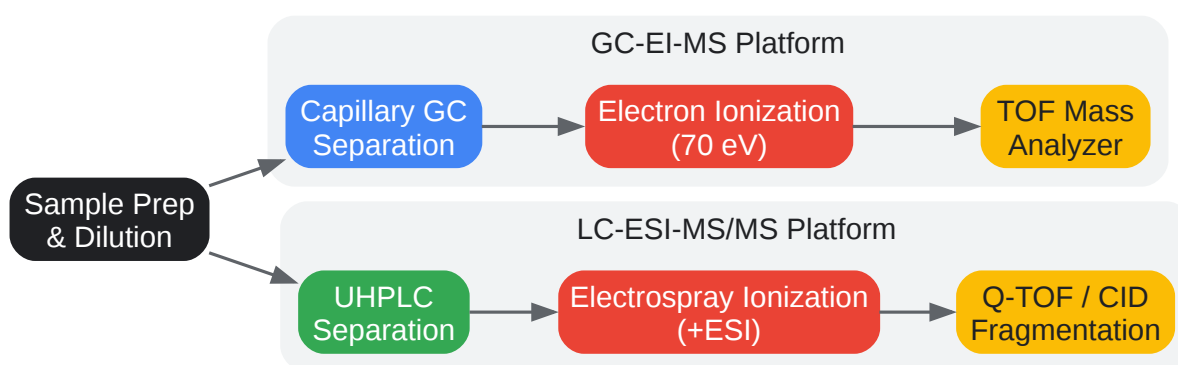 GC-EI-MS Platform
Capillary GC
Separation
Electron Ionization
(70 eV)
TOF Mass
Analyzer
Sample Prep
& Dilution
LC-ESI-MS/MS Platform
UHPLC
Separation
Electrospray Ionization
(+ESI)
Q-TOF / CID
Fragmentation